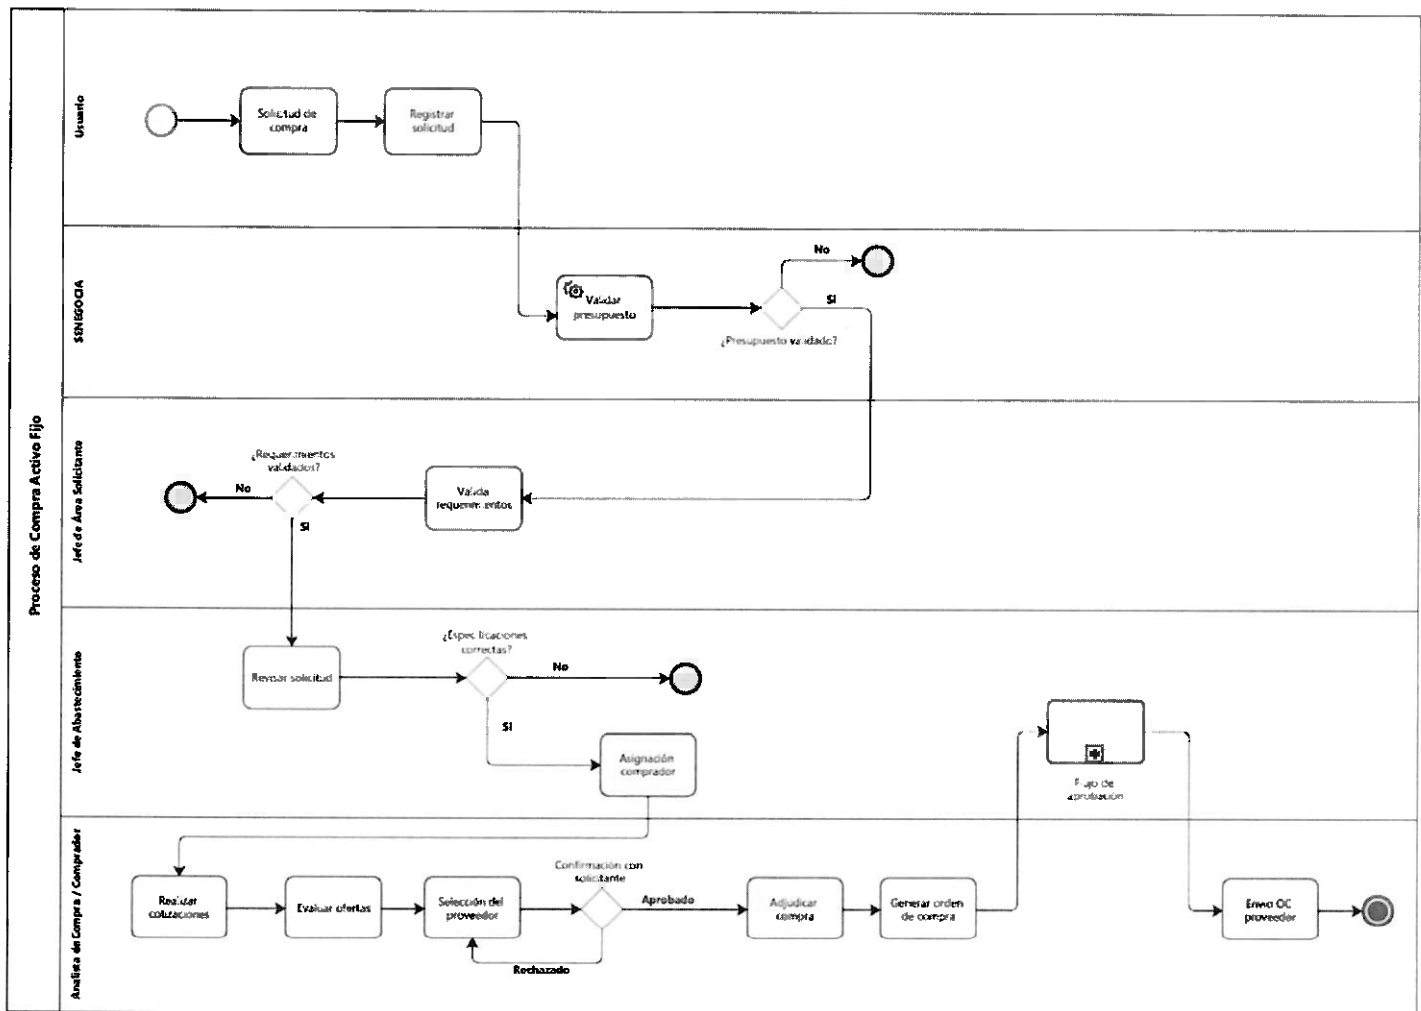 Proceso de Compra Activo Fijo
Usuario
Solicitud de
compra
Registrar
solicitud
SENEGOCIA
Validar
presupuesto
No
SI
¿Presupuesto validado?
Jefe de Área Solicitante
¿Requerimientos
validados?
No
SI
Valida
requerimientos
Jefe de Abastecimiento
Revisar solicitud
¿Especificaciones
correctas?
No
SI
Asignación
comprador
Flujo de
aprobación
Analista de Compra / Comprador
Realizar
cotizaciones
Evaluar ofertas
Selección del
proveedor
Confirmación con
solicitante
Aprobado
Rechazado
Adjudicar
compra
Generar orden
de compra
Envio OC
proveedor